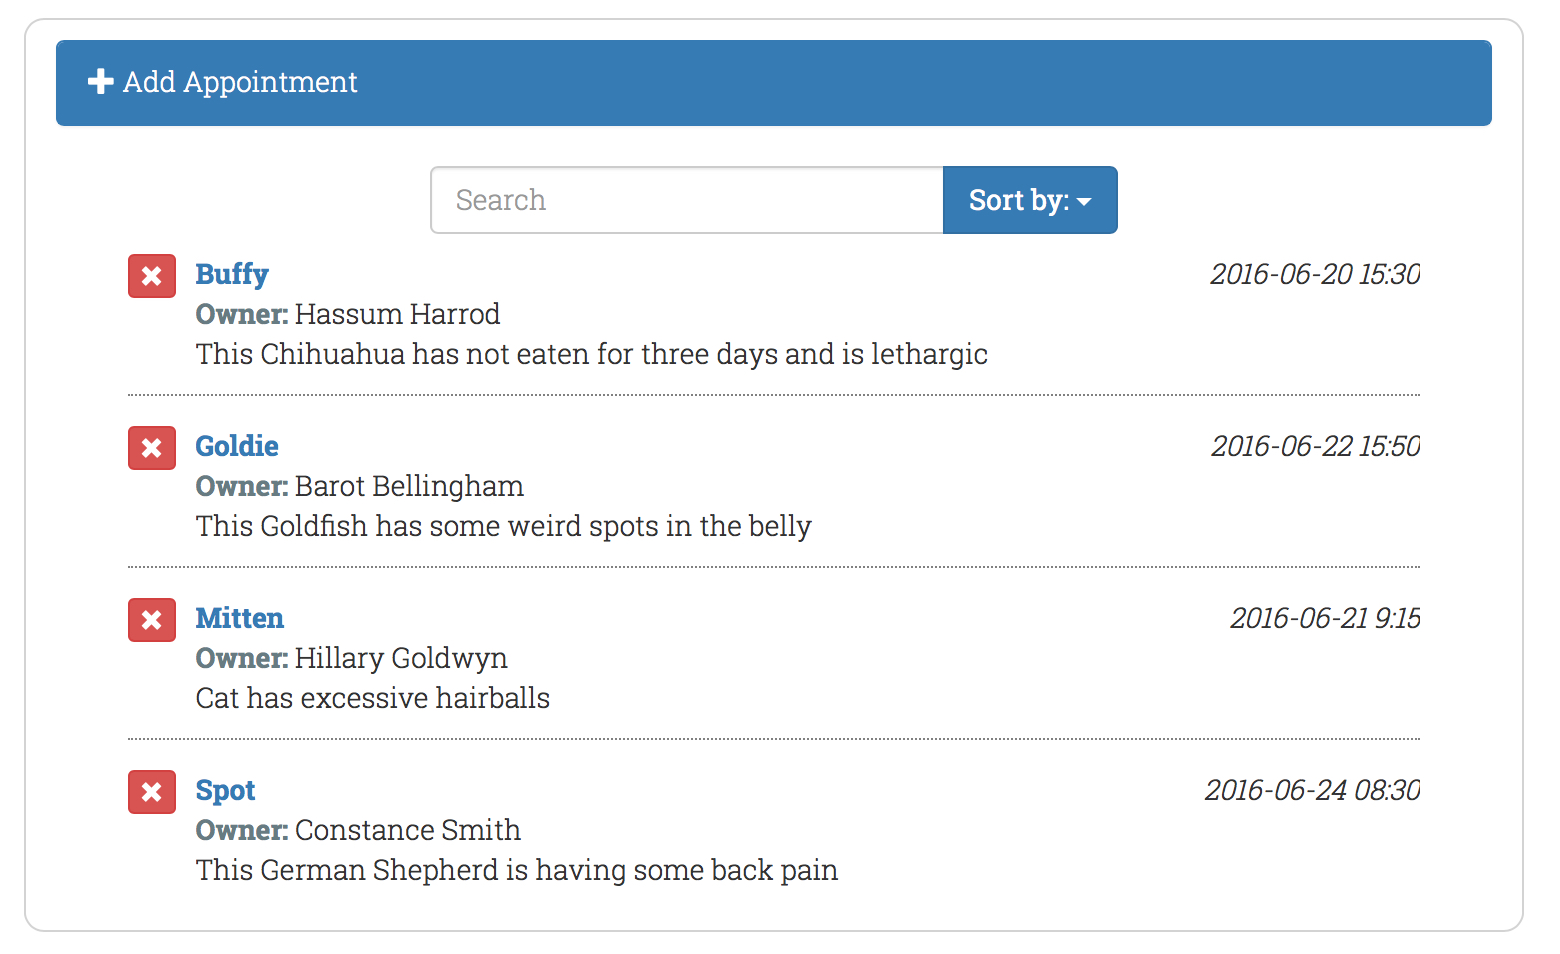 Add Appointment
Search
Sort by:
Buffy 2016-06-20 15:30
Owner: Hassum Harrod
This Chihuahua has not eaten for three days and is lethargic
Goldie 2016-06-22 15:50
Owner: Barot Bellingham
This Goldfish has some weird spots in the belly
Mitten 2016-06-21 9:15
Owner: Hillary Goldwyn
Cat has excessive hairballs
Spot 2016-06-24 08:30
Owner: Constance Smith
This German Shepherd is having some back pain